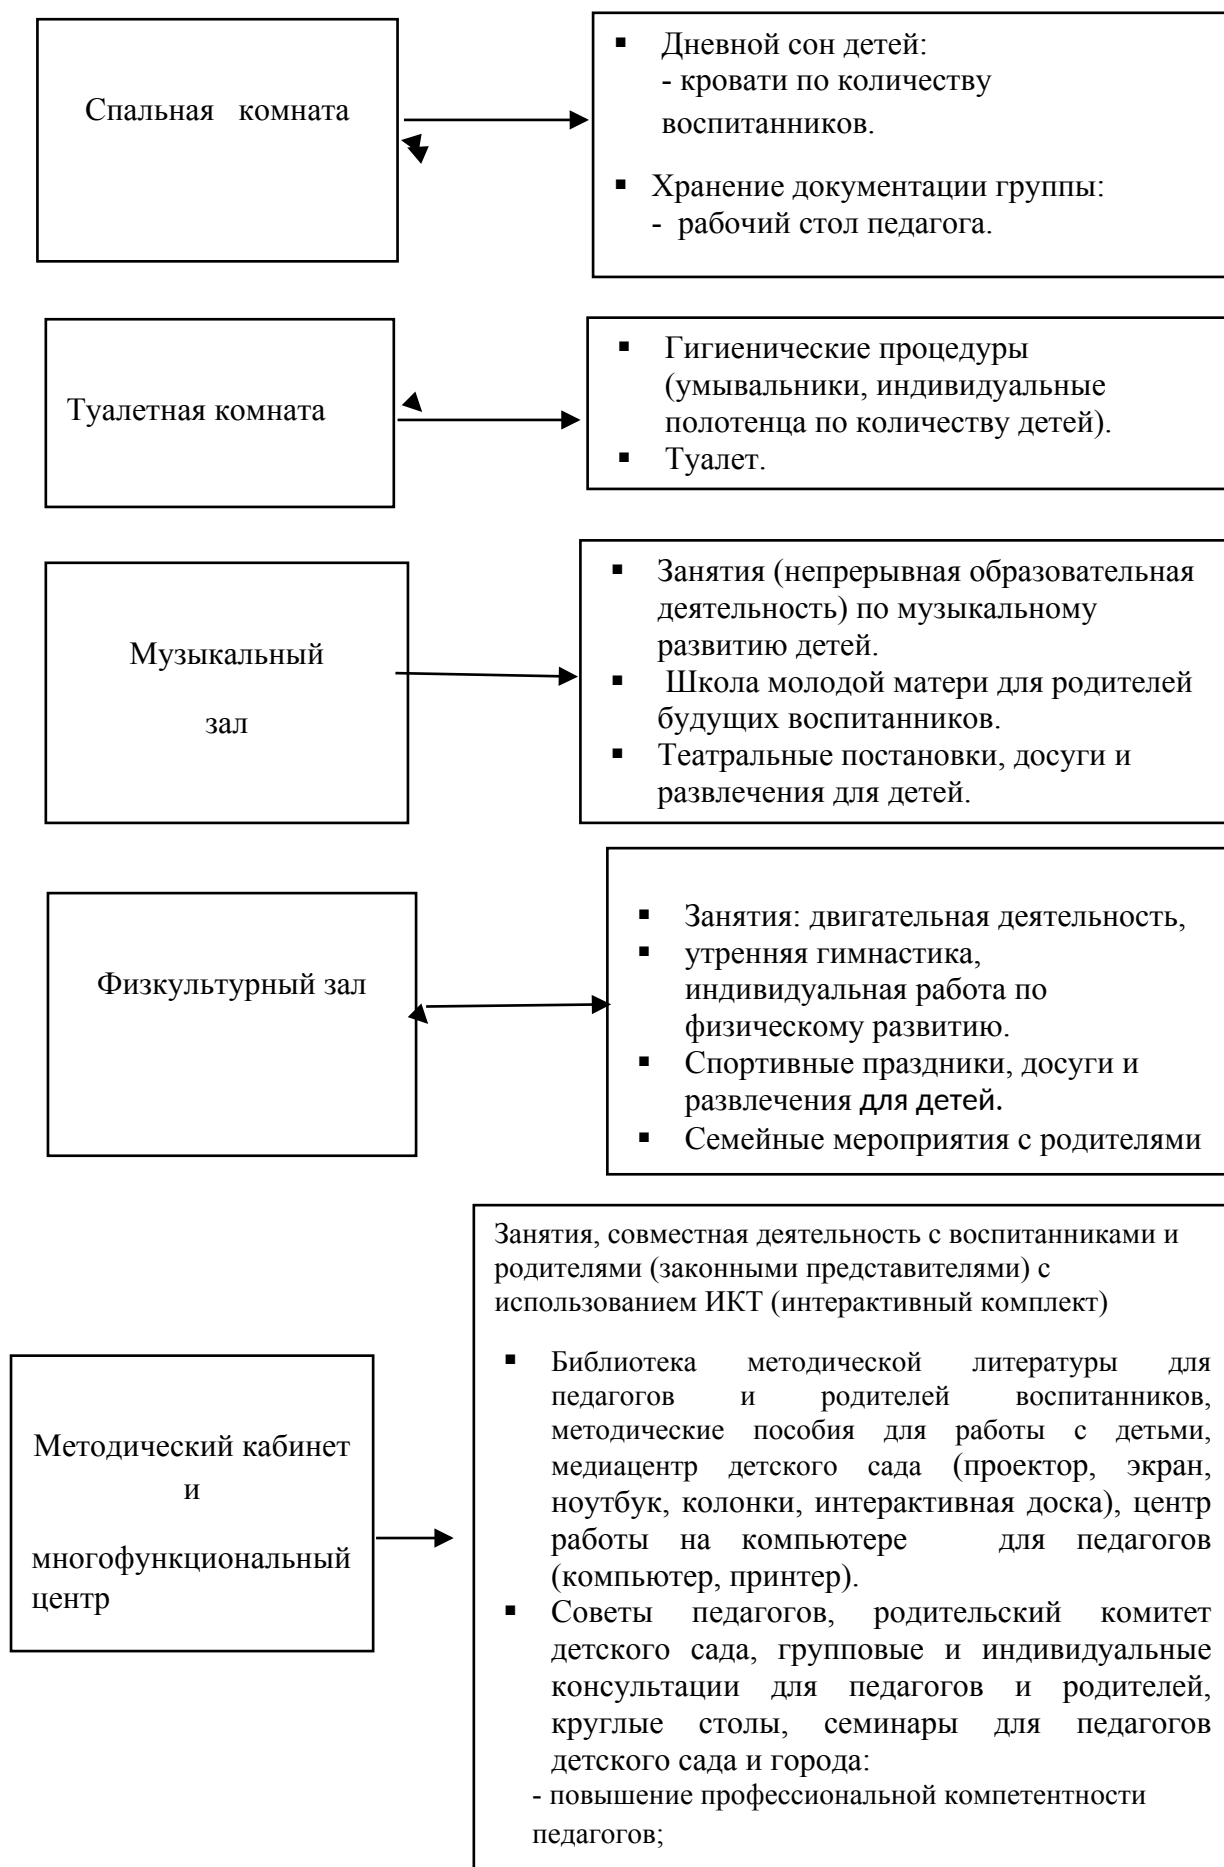 Спальная комната
▪ Дневной сон детей:
- кровати по количеству
воспитанников.
▪ Хранение документации группы:
- рабочий стол педагога.
Туалетная комната
▪ Гигиенические процедуры
(умывальники, индивидуальные
полотенца по количеству детей).
▪ Туалет.
Музыкальный
зал
▪ Занятия (непрерывная образовательная
деятельность) по музыкальному
развитию детей.
▪ Школа молодой матери для родителей
будущих воспитанников.
▪ Театральные постановки, досуги и
развлечения для детей.
Физкультурный зал
▪ Занятия: двигательная деятельность,
▪ утренняя гимнастика,
индивидуальная работа по
физическому развитию.
▪ Спортивные праздники, досуги и
развлечения для детей.
▪ Семейные мероприятия с родителями
Методический кабинет
и
многофункциональный
центр
Занятия, совместная деятельность с воспитанниками и
родителями (законными представителями) с
использованием ИКТ (интерактивный комплект)
▪ Библиотека методической литературы для
педагогов и родителей воспитанников,
методические пособия для работы с детьми,
медиацентр детского сада (проектор, экран,
ноутбук, колонки, интерактивная доска), центр
работы на компьютере для педагогов
(компьютер, принтер).
▪ Советы педагогов, родительский комитет
детского сада, групповые и индивидуальные
консультации для педагогов и родителей,
круглые столы, семинары для педагогов
детского сада и города:
- повышение профессиональной компетентности
педагогов;